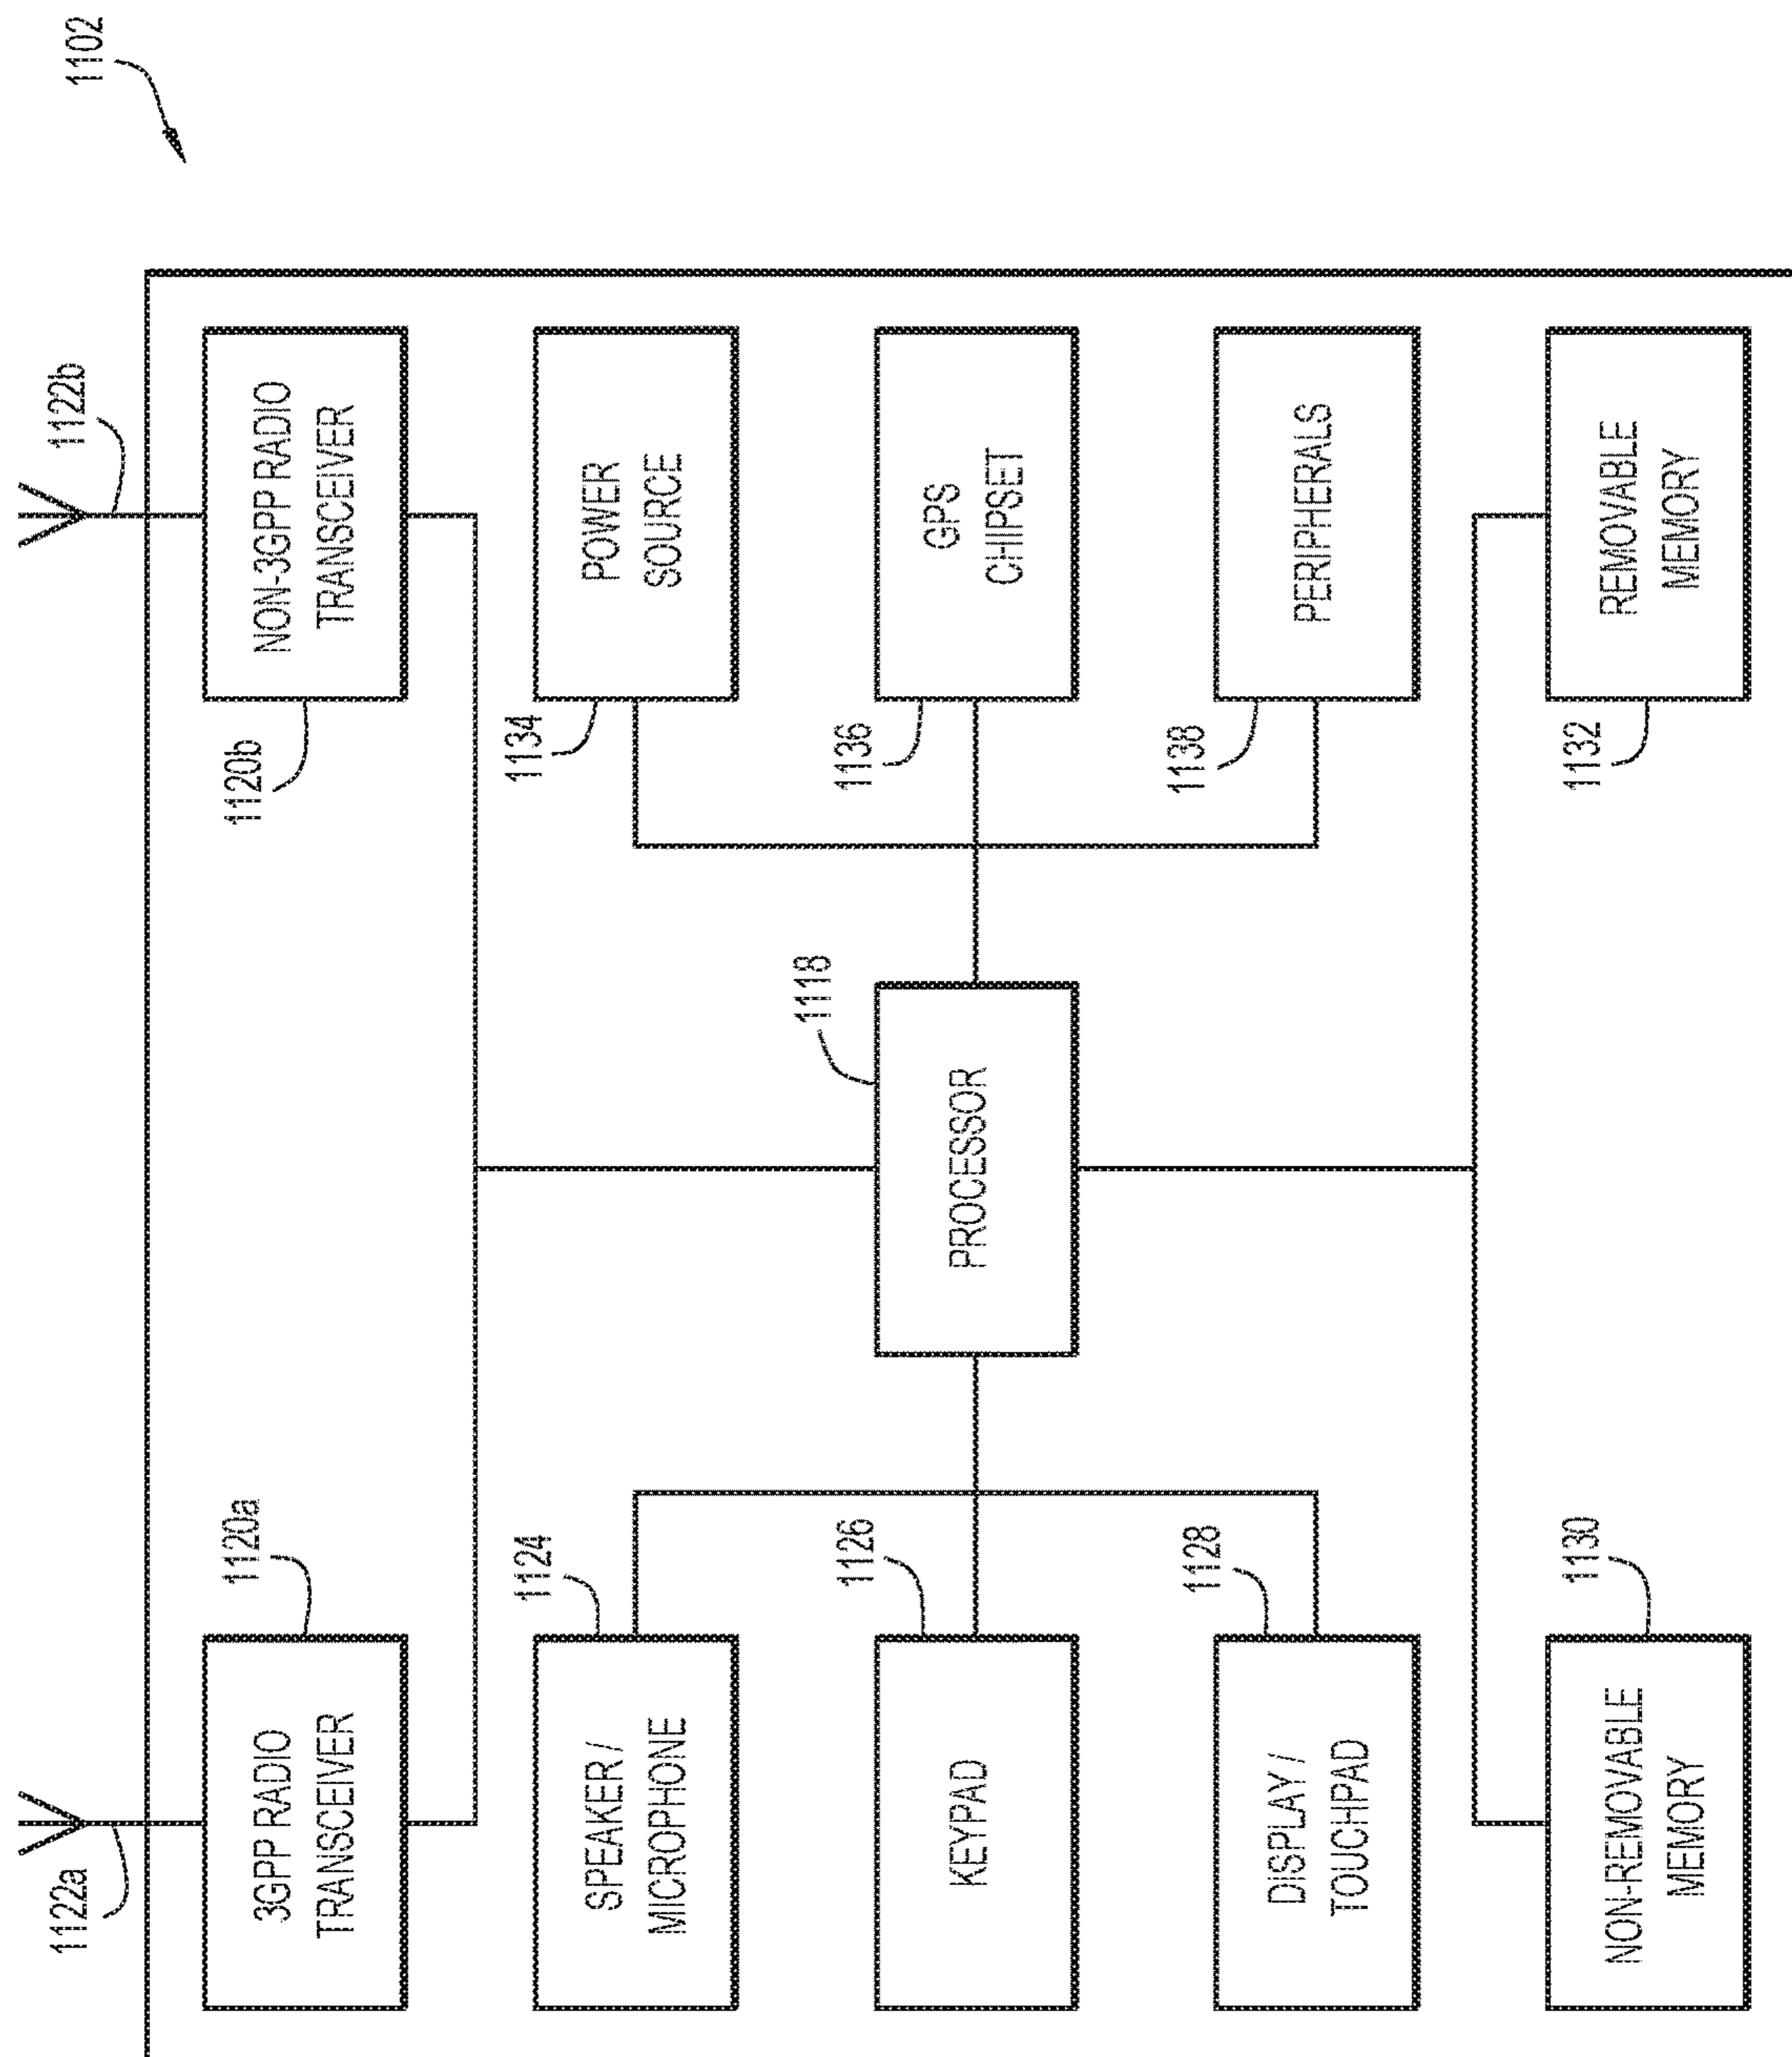 1102
1122a
1122b
3GPP RADIO
TRANSCEIVER
1120a
NON-3GPP RADIO
TRANSCEIVER
1120b
SPEAKER /
MICROPHONE
1124
POWER
SOURCE
1134
KEYPAD
1126
PROCESSOR
1118
GPS
CHIPSET
1136
DISPLAY /
TOUCHPAD
1128
PERIPHERALS
1138
NON-REMOVABLE
MEMORY
1130
REMOVABLE
MEMORY
1132